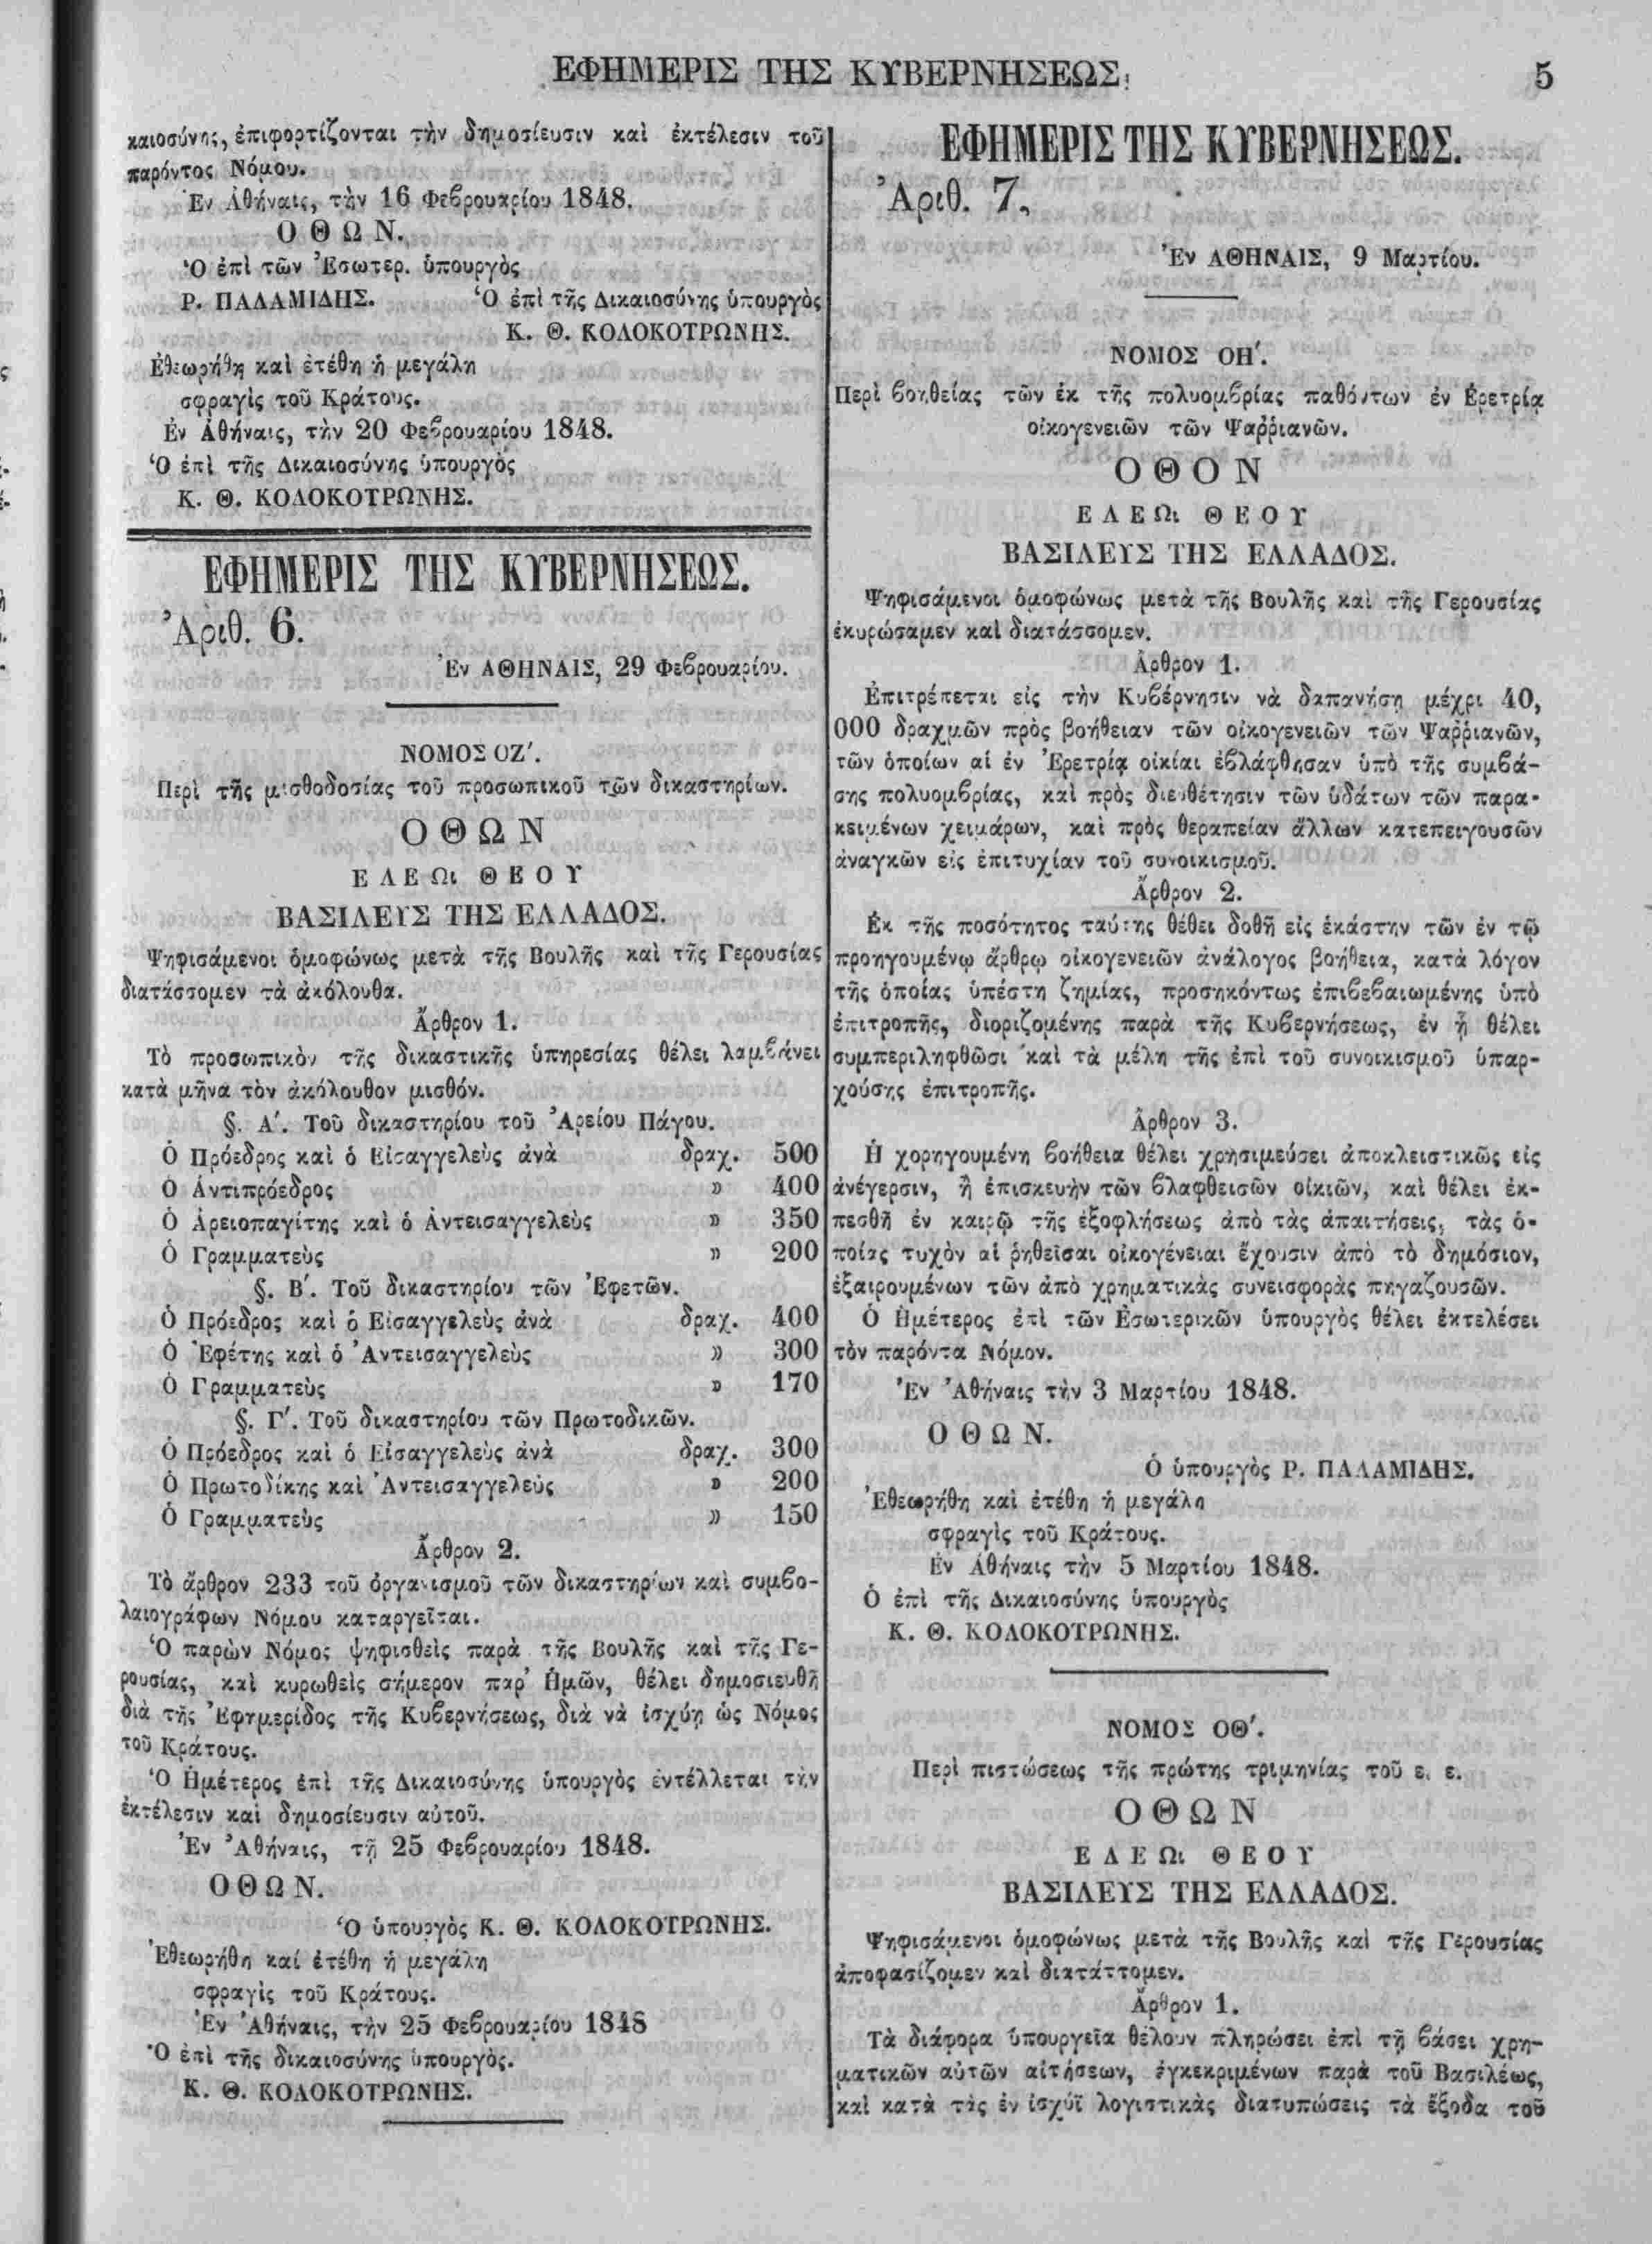 ΕΦΗΜΕΡΙΣ ΤΗΣ ΚΥΒΕΡΝΗΣΕΩΣ.
5
καιοσύνης, ἐπιφορτίζονται τὴν δημοσίευσιν καὶ ἐκτέλεσιν τοῦ
παρόντος Νόμου.
Ἐν Ἀθήναις, τὴν 16 Φεβρουαρίου 1848.
ΟΘΩΝ.
Ὁ ἐπὶ τῶν Ἐσωτερ. ὑπουργὸς
Ρ. ΠΑΛΑΜΙΔΗΣ. Ὁ ἐπὶ τῆς Δικαιοσύνης ὑπουργὸς
Κ. Θ. ΚΟΛΟΚΟΤΡΩΝΗΣ.
Ἐθεωρήθη καὶ ἐτέθη ἡ μεγάλη
σφραγὶς τοῦ Κράτους.
Ἐν Ἀθήναις, τὴν 20 Φεβρουαρίου 1848.
Ὁ ἐπὶ τῆς Δικαιοσύνης ὑπουργὸς
Κ. Θ. ΚΟΛΟΚΟΤΡΩΝΗΣ.
ΕΦΗΜΕΡΙΣ ΤΗΣ ΚΥΒΕΡΝΗΣΕΩΣ.
Ἀριθ. 6.
Ἐν ΑΘΗΝΑΙΣ, 29 Φεβρουαρίου.
ΝΟΜΟΣ ΟΖ'.
Περὶ τῆς μισθοδοσίας τοῦ προσωπικοῦ τῶν δικαστηρίων.
ΟΘΩΝ
ΕΛΕΩι ΘΕΟΥ
ΒΑΣΙΛΕΥΣ ΤΗΣ ΕΛΛΑΔΟΣ.
Ψηφισάμενοι ὁμοφώνως μετὰ τῆς Βουλῆς καὶ τῆς Γερουσίας
διατάσσομεν τὰ ἀκόλουθα.
Ἄρθρον 1.
Τὸ προσωπικὸν τῆς δικαστικῆς ὑπηρεσίας θέλει λαμβάνει
κατὰ μῆνα τὸν ἀκόλουθον μισθόν.
§. Α'. Τοῦ δικαστηρίου τοῦ Ἀρείου Πάγου.
Ὁ Πρόεδρος καὶ ὁ Εἰσαγγελεὺς ἀνὰ δραχ. 500
Ὁ Ἀντιπρόεδρος » 400
Ὁ Ἀρειοπαγίτης καὶ ὁ Ἀντεισαγγελεὺς » 350
Ὁ Γραμματεὺς » 200
§. Β'. Τοῦ δικαστηρίου τῶν Ἐφετῶν.
Ὁ Πρόεδρος καὶ ὁ Εἰσαγγελεὺς ἀνὰ δραχ. 400
Ὁ Ἐφέτης καὶ ὁ Ἀντεισαγγελεὺς » 300
Ὁ Γραμματεὺς » 170
§. Γ'. Τοῦ δικαστηρίου τῶν Πρωτοδικῶν.
Ὁ Πρόεδρος καὶ ὁ Εἰσαγγελεὺς ἀνὰ δραχ. 300
Ὁ Πρωτοδίκης καὶ Ἀντεισαγγελεὺς » 200
Ὁ Γραμματεὺς » 150
Ἄρθρον 2.
Τὸ ἄρθρον 233 τοῦ ὀργανισμοῦ τῶν δικαστηρίων καὶ συμβο-
λαιογράφων Νόμου καταργεῖται.
Ὁ παρὼν Νόμος ψηφισθεὶς παρὰ τῆς Βουλῆς καὶ τῆς Γε-
ρουσίας, καὶ κυρωθεὶς σήμερον παρ' Ἡμῶν, θέλει δημοσιευθῆ
διὰ τῆς Ἐφημερίδος τῆς Κυβερνήσεως, διὰ νὰ ἰσχύῃ ὡς Νόμος
τοῦ Κράτους.
Ὁ Ἡμέτερος ἐπὶ τῆς Δικαιοσύνης ὑπουργὸς ἐντέλλεται τὴν
ἐκτέλεσιν καὶ δημοσίευσιν αὐτοῦ.
Ἐν Ἀθήναις, τῇ 25 Φεβρουαρίου 1848.
ΟΘΩΝ.
Ὁ ὑπουργὸς Κ. Θ. ΚΟΛΟΚΟΤΡΩΝΗΣ.
Ἐθεωρήθη καί ἐτέθη ἡ μεγάλη
σφραγὶς τοῦ Κράτους.
Ἐν Ἀθήναις, τὴν 25 Φεβρουαρίου 1848
Ὁ ἐπὶ τῆς δικαιοσύνης ὑπουργὸς.
Κ. Θ. ΚΟΛΟΚΟΤΡΩΝΗΣ.
ΕΦΗΜΕΡΙΣ ΤΗΣ ΚΥΒΕΡΝΗΣΕΩΣ.
Ἀριθ. 7.
Ἐν ΑΘΗΝΑΙΣ, 9 Μαρτίου.
ΝΟΜΟΣ ΟΗ'.
Περὶ βοηθείας τῶν ἐκ τῆς πολυομβρίας παθόντων ἐν Ἐρετρίᾳ
οἰκογενειῶν τῶν Ψαῤῥιανῶν.
ΟΘΟΝ
ΕΛΕΩι ΘΕΟΥ
ΒΑΣΙΛΕΥΣ ΤΗΣ ΕΛΛΑΔΟΣ.
Ψηφισάμενοι ὁμοφώνως μετὰ τῆς Βουλῆς καὶ τῆς Γερουσίας
ἐκυρώσαμεν καὶ διατάσσομεν.
Ἄρθρον 1.
Ἐπιτρέπεται εἰς τὴν Κυβέρνησιν νὰ δαπανήσῃ μέχρι 40,
000 δραχμῶν πρὸς βοήθειαν τῶν οἰκογενειῶν τῶν Ψαῤῥιανῶν,
τῶν ὁποίων αἱ ἐν Ἐρετρίᾳ οἰκίαι ἐβλάφθησαν ὑπὸ τῆς συμβά-
σης πολυομβρίας, καὶ πρὸς διευθέτησιν τῶν ὑδάτων τῶν παρα-
κειμένων χειμάρων, καὶ πρὸς θεραπείαν ἄλλων κατεπειγουσῶν
ἀναγκῶν εἰς ἐπιτυχίαν τοῦ συνοικισμοῦ.
Ἄρθρον 2.
Ἐκ τῆς ποσότητος ταύτης θέθει δοθῆ εἰς ἑκάστην τῶν ἐν τῷ
προηγουμένῳ ἄρθρῳ οἰκογενειῶν ἀνάλογος βοήθεια, κατὰ λόγον
τῆς ὁποίας ὑπέστη ζημίας, προσηκόντως ἐπιβεβαιωμένης ὑπὸ
ἐπιτροπῆς, διοριζομένης παρὰ τῆς Κυβερνήσεως, ἐν ᾗ θέλει
συμπεριληφθῶσι καὶ τὰ μέλη τῆς ἐπὶ τοῦ συνοικισμοῦ ὑπαρ-
χούσης ἐπιτροπῆς.
Ἄρθρον 3.
Ἡ χορηγουμένη βοήθεια θέλει χρησιμεύσει ἀποκλειστικῶς εἰς
ἀνέγερσιν, ἢ ἐπισκευὴν τῶν βλαφθεισῶν οἰκιῶν, καὶ θέλει ἐκ-
πεσθῆ ἐν καιρῷ τῆς ἐξοφλήσεως ἀπὸ τὰς ἀπαιτήσεις, τὰς ὁ-
ποίας τυχὸν αἱ ῥηθεῖσαι οἰκογένειαι ἔχουσιν ἀπὸ τὸ δημόσιον,
ἐξαιρουμένων τῶν ἀπὸ χρηματικὰς συνεισφορὰς πηγαζουσῶν.
Ὁ Ἡμέτερος ἐπὶ τῶν Ἐσωτερικῶν ὑπουργὸς θέλει ἐκτελέσει
τὸν παρόντα Νόμον.
Ἐν Ἀθήναις τὴν 3 Μαρτίου 1848.
ΟΘΩΝ.
Ὁ ὑπουργὸς Ρ. ΠΑΛΑΜΙΔΗΣ.
Ἐθεωρήθη καὶ ἐτέθη ἡ μεγάλη
σφραγὶς τοῦ Κράτους.
Ἐν Ἀθήναις τὴν 5 Μαρτίου 1848.
Ὁ ἐπὶ τῆς Δικαιοσύνης ὑπουργὸς
Κ. Θ. ΚΟΛΟΚΟΤΡΩΝΗΣ.
ΝΟΜΟΣ ΟΘ'.
Περὶ πιστώσεως τῆς πρώτης τριμηνίας τοῦ ε. ε.
ΟΘΩΝ
ΕΛΕΩι ΘΕΟΥ
ΒΑΣΙΛΕΥΣ ΤΗΣ ΕΛΛΑΔΟΣ.
Ψηφισάμενοι ὁμοφώνως μετὰ τῆς Βουλῆς καὶ τῆς Γερουσίας
ἀποφασίζομεν καὶ διατάττομεν.
Ἄρθρον 1.
Τὰ διάφορα ὑπουργεῖα θέλουν πληρώσει ἐπὶ τῇ βάσει χρη-
ματικῶν αὐτῶν αἰτήσεων, ἐγκεκριμένων παρὰ τοῦ Βασιλέως,
καὶ κατὰ τὰς ἐν ἰσχύϊ λογιστικὰς διατυπώσεις τὰ ἔξοδα τοῦ